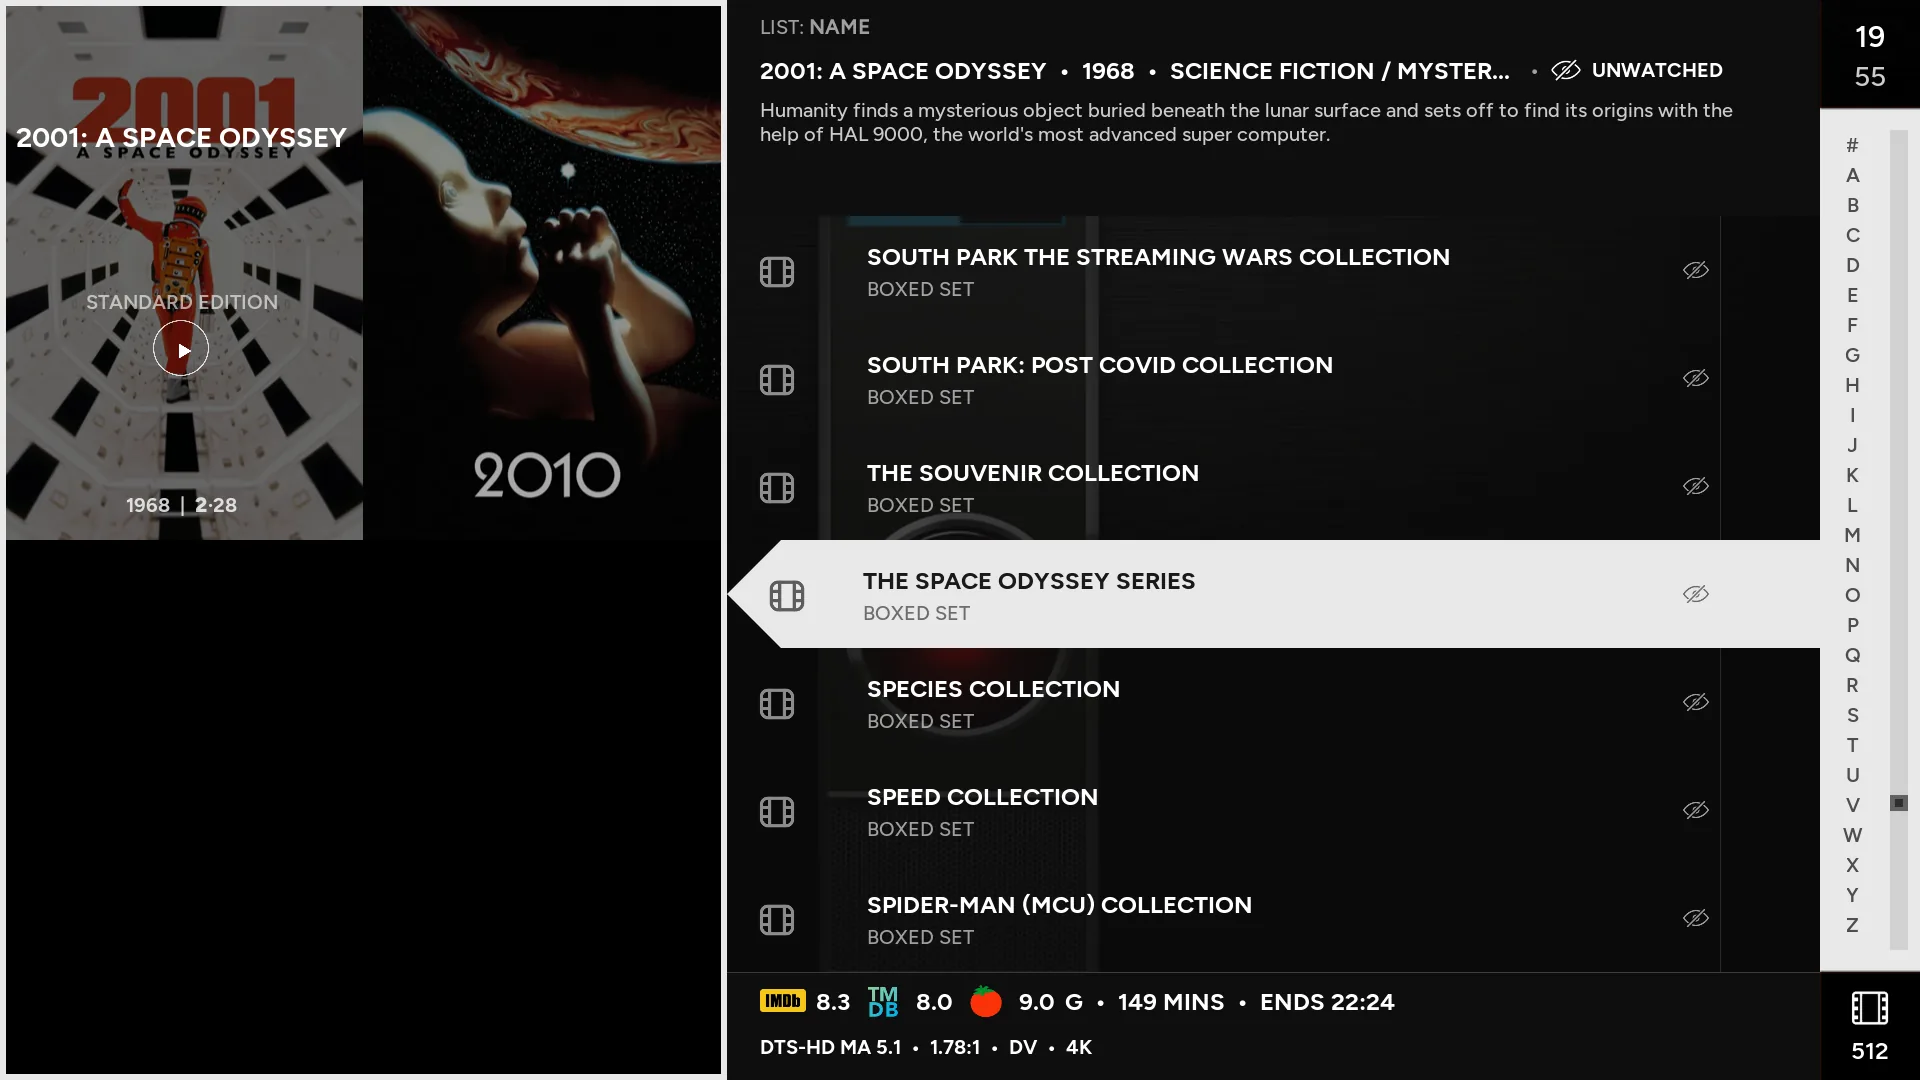 2001
2001: A SPACE ODYSSEY
A SPACE ODYSSEY
STANDARD EDITION
1968 | 2:28
2010
LIST: NAME
2001: A SPACE ODYSSEY • 1968 • SCIENCE FICTION / MYSTER... • UNWATCHED
Humanity finds a mysterious object buried beneath the lunar surface and sets off to find its origins with the
help of HAL 9000, the world's most advanced super computer.
SOUTH PARK THE STREAMING WARS COLLECTION
BOXED SET
SOUTH PARK: POST COVID COLLECTION
BOXED SET
THE SOUVENIR COLLECTION
BOXED SET
THE SPACE ODYSSEY SERIES
BOXED SET
SPECIES COLLECTION
BOXED SET
SPEED COLLECTION
BOXED SET
SPIDER-MAN (MCU) COLLECTION
BOXED SET
IMDb 8.3 TMDB 8.0 9.0 G • 149 MINS • ENDS 22:24
DTS-HD MA 5.1 • 1.78:1 • DV • 4K
19
55
#
A
B
C
D
E
F
G
H
I
J
K
L
M
N
O
P
Q
R
S
T
U
V
W
X
Y
Z
512